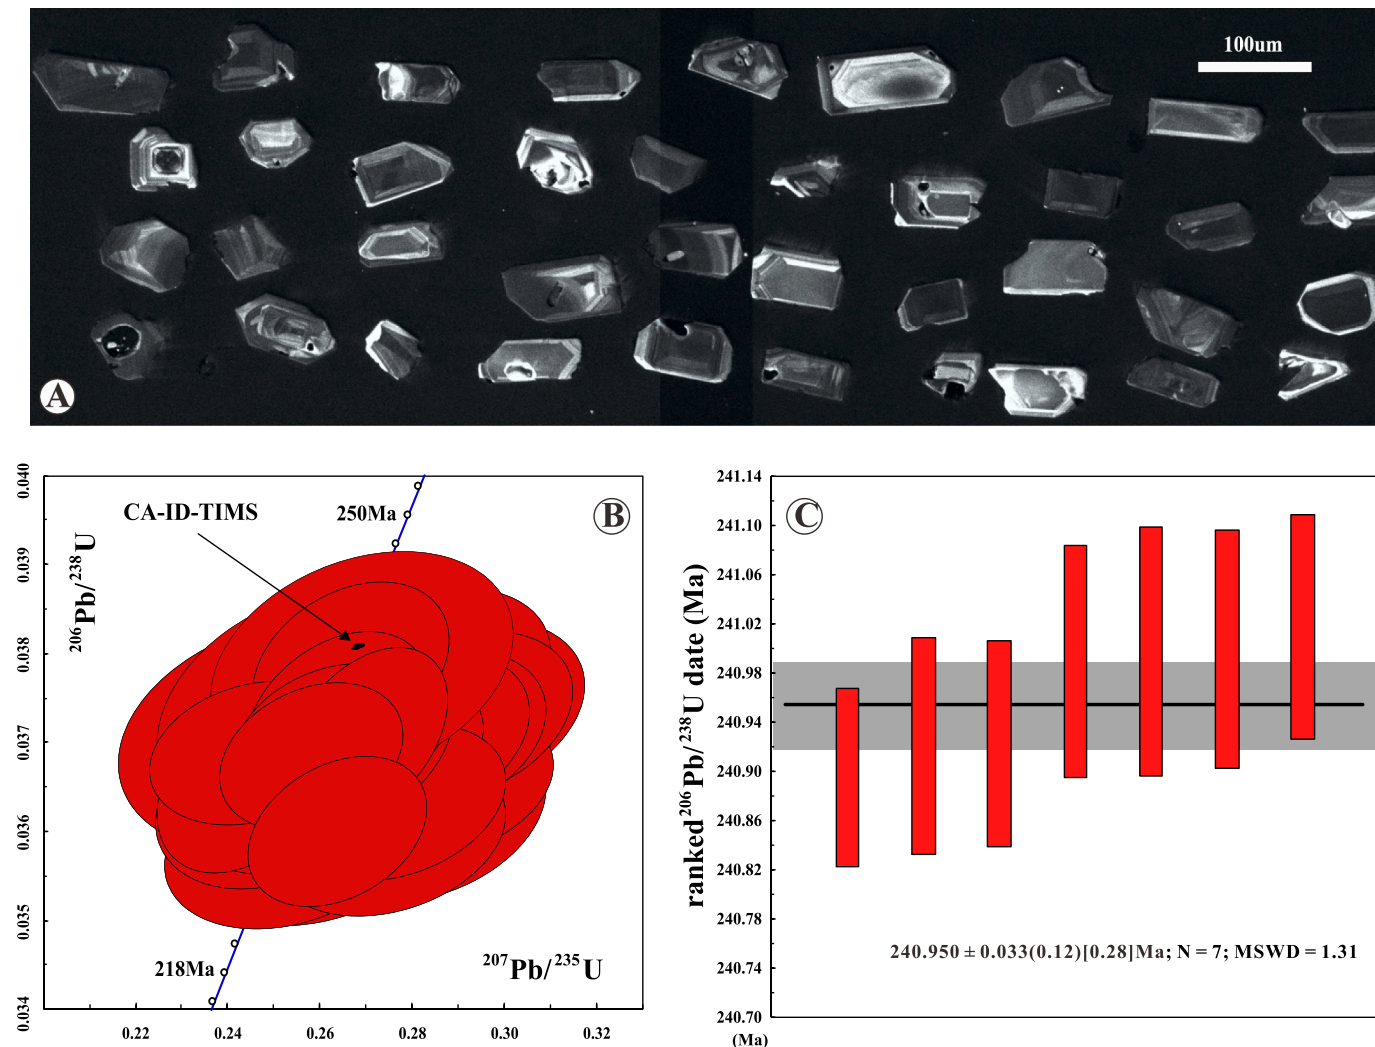 100um
A
0.040
0.039
0.038
0.037
0.036
0.035
0.034
²⁰⁶Pb/²³⁸U
CA-ID-TIMS
250Ma
B
218Ma
²⁰⁷Pb/²³⁵U
0.22
0.24
0.26
0.28
0.30
0.32
ranked²⁰⁶Pb/²³⁸U date (Ma)
241.14
241.10
241.06
241.02
240.98
240.94
240.90
240.86
240.82
240.78
240.74
240.70
(Ma)
C
240.950 ± 0.033(0.12)[0.28]Ma; N = 7; MSWD = 1.31